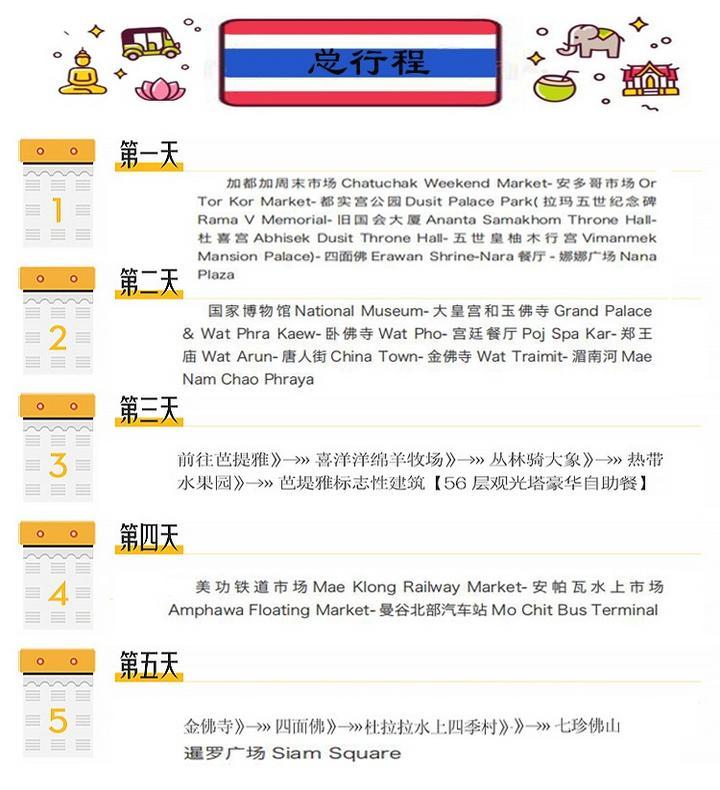 总行程
第一天
1
加都加周末市场 Chatuchak Weekend Market- 安多哥市场 Or
Tor Kor Market- 都实宫公园 Dusit Palace Park( 拉玛五世纪念碑
Rama V Memorial- 旧国会大厦 Ananta Samakhom Throne Hall-
杜喜宫 Abhisek Dusit Throne Hall- 五世皇柚木行宫 Vimanmek
Mansion Palace)- 四面佛 Erawan Shrine-Nara 餐厅 - 娜娜广场 Nana
Plaza
第二天
2
国家博物馆 National Museum- 大皇宫和玉佛寺 Grand Palace
& Wat Phra Kaew- 卧佛寺 Wat Pho- 宫廷餐厅 Poj Spa Kar- 郑王
庙 Wat Arun- 唐人街 China Town- 金佛寺 Wat Traimit- 湄南河 Mae
Nam Chao Phraya
第三天
3
前往芭提雅》→»» 喜洋洋绵羊牧场》→»» 丛林骑大象》→»» 热带
水果园》→»» 芭堤雅标志性建筑【56 层观光塔豪华自助餐】
第四天
4
美功铁道市场 Mae Klong Railway Market- 安帕瓦水上市场
Amphawa Floating Market- 曼谷北部汽车站 Mo Chit Bus Terminal
第五天
5
金佛寺》→»» 四面佛》→»»杜拉拉水上四季村》·》→»» 七珍佛山
暹罗广场 Siam Square